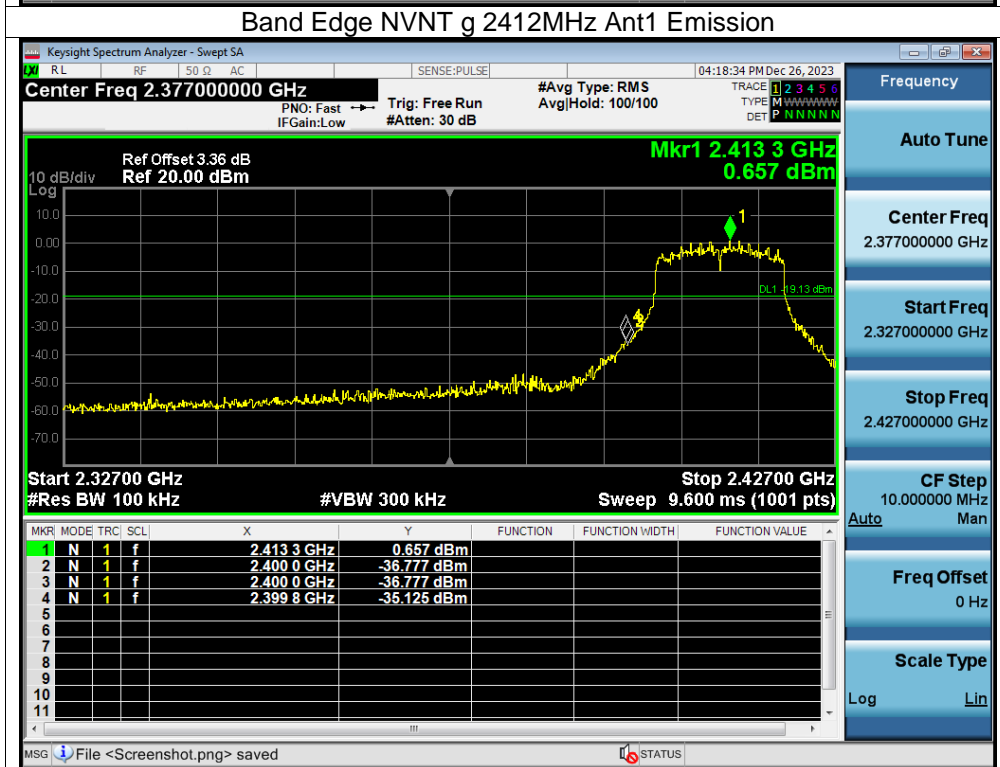 Band Edge NVNT g 2412MHz Ant1 Emission
Keysight Spectrum Analyzer - Swept SA
LXI RL RF 50 Ω AC SENSE:PULSE 04:18:34 PM Dec 26, 2023
Center Freq 2.377000000 GHz #Avg Type: RMS TRACE 1 2 3 4 5 6
PNO: Fast Trig: Free Run Avg|Hold: 100/100 TYPE M WWWWW
IFGain:Low #Atten: 30 dB DET P N N N N N
Mkr1 2.413 3 GHz
0.657 dBm
Ref Offset 3.36 dB
10 dB/div Ref 20.00 dBm
Log
10.0
0.00
-10.0
-20.0
-30.0
-40.0
-50.0
-60.0
-70.0
1
DL1 -19.13 dBm
Start 2.32700 GHz Stop 2.42700 GHz
#Res BW 100 kHz #VBW 300 kHz Sweep 9.600 ms (1001 pts)
MKR MODE TRC SCL X Y FUNCTION FUNCTION WIDTH FUNCTION VALUE
1 N 1 f 2.413 3 GHz 0.657 dBm
2 N 1 f 2.400 0 GHz -36.777 dBm
3 N 1 f 2.400 0 GHz -36.777 dBm
4 N 1 f 2.399 8 GHz -35.125 dBm
5
6
7
8
9
10
11
MSG File <Screenshot.png> saved STATUS
Frequency
Auto Tune
Center Freq
2.377000000 GHz
Start Freq
2.327000000 GHz
Stop Freq
2.427000000 GHz
CF Step
10.000000 MHz
Auto Man
Freq Offset
0 Hz
Scale Type
Log Lin